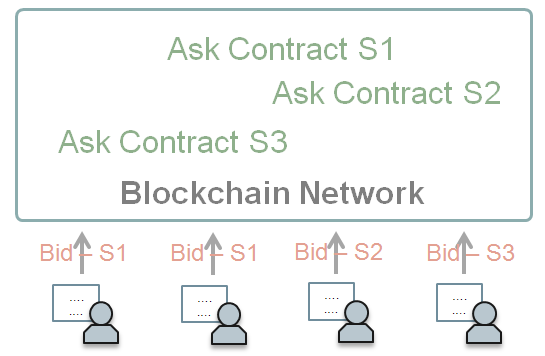 Ask Contract S1
Ask Contract S2
Ask Contract S3
Blockchain Network
Bid – S1
Bid – S1
Bid – S2
Bid – S3
....
....
....
....
....
....
....
....